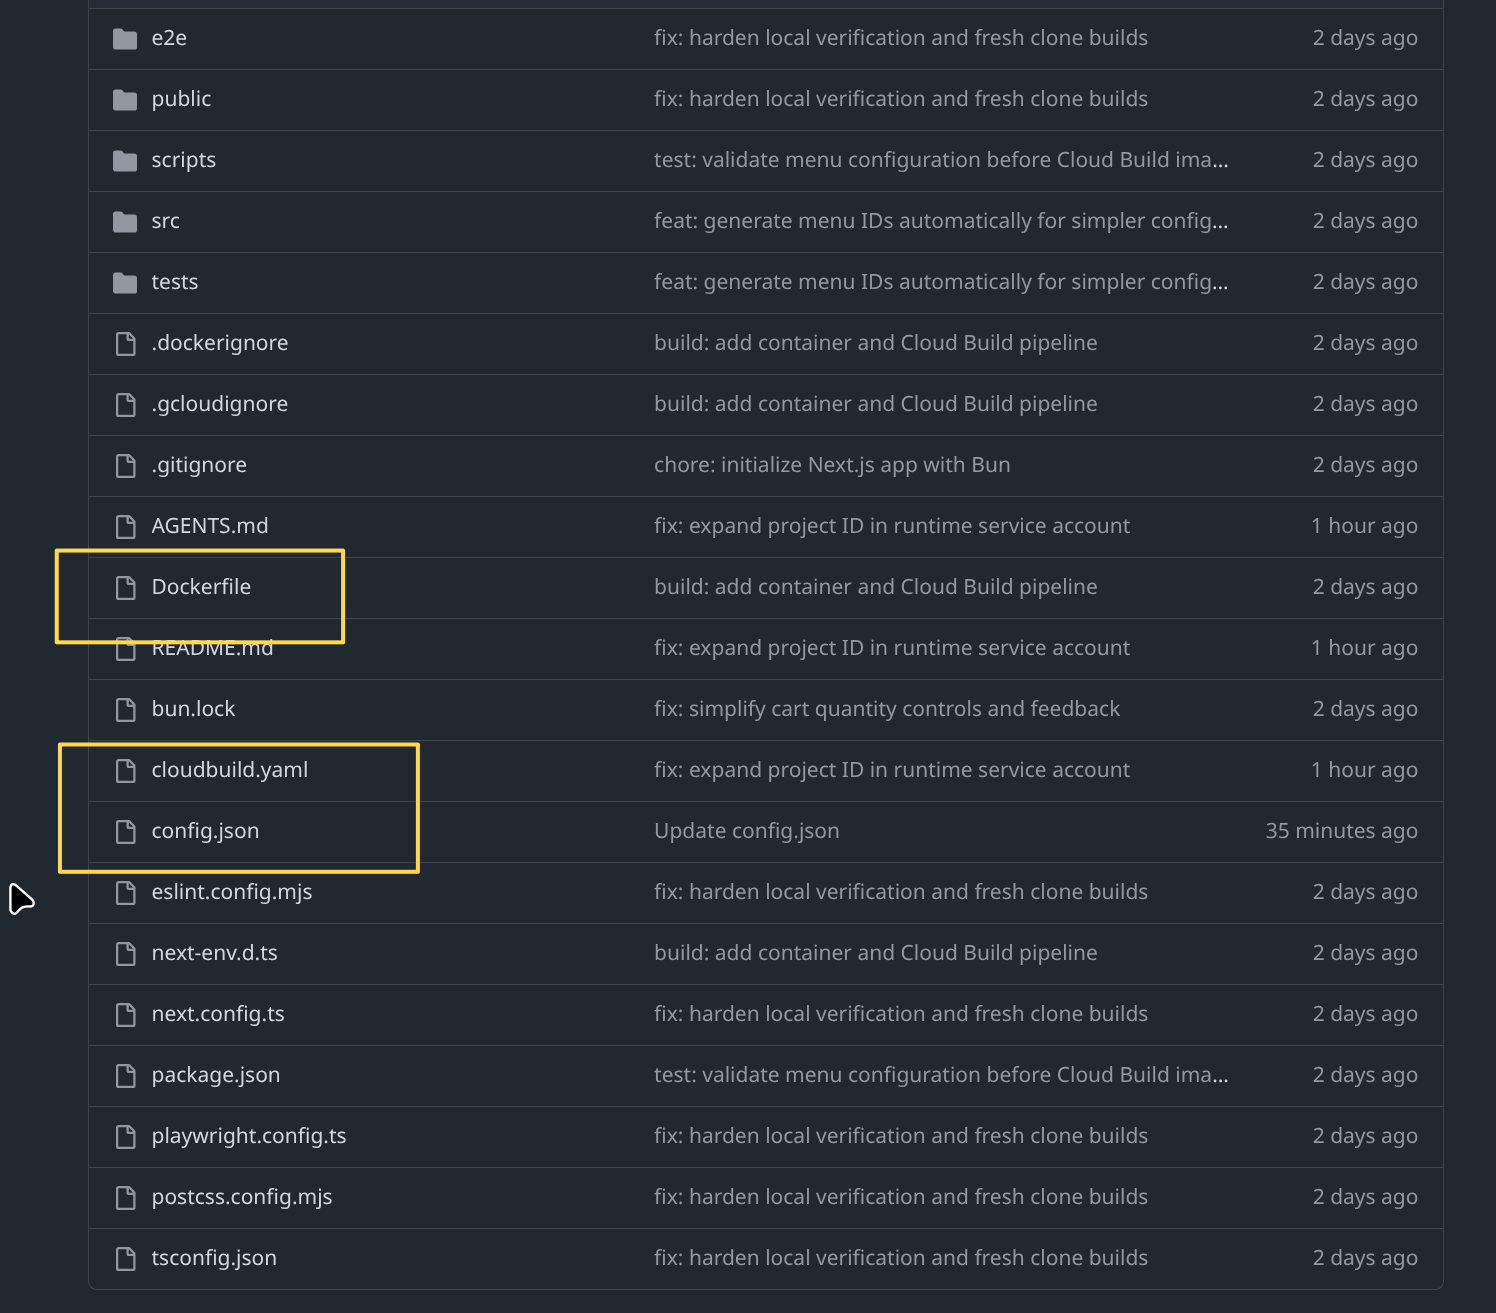 e2e fix: harden local verification and fresh clone builds 2 days ago
public fix: harden local verification and fresh clone builds 2 days ago
scripts test: validate menu configuration before Cloud Build ima... 2 days ago
src feat: generate menu IDs automatically for simpler config... 2 days ago
tests feat: generate menu IDs automatically for simpler config... 2 days ago
.dockerignore build: add container and Cloud Build pipeline 2 days ago
.gcloudignore build: add container and Cloud Build pipeline 2 days ago
.gitignore chore: initialize Next.js app with Bun 2 days ago
AGENTS.md fix: expand project ID in runtime service account 1 hour ago
Dockerfile build: add container and Cloud Build pipeline 2 days ago
README.md fix: expand project ID in runtime service account 1 hour ago
bun.lock fix: simplify cart quantity controls and feedback 2 days ago
cloudbuild.yaml fix: expand project ID in runtime service account 1 hour ago
config.json Update config.json 35 minutes ago
eslint.config.mjs fix: harden local verification and fresh clone builds 2 days ago
next-env.d.ts build: add container and Cloud Build pipeline 2 days ago
next.config.ts fix: harden local verification and fresh clone builds 2 days ago
package.json test: validate menu configuration before Cloud Build ima... 2 days ago
playwright.config.ts fix: harden local verification and fresh clone builds 2 days ago
postcss.config.mjs fix: harden local verification and fresh clone builds 2 days ago
tsconfig.json fix: harden local verification and fresh clone builds 2 days ago